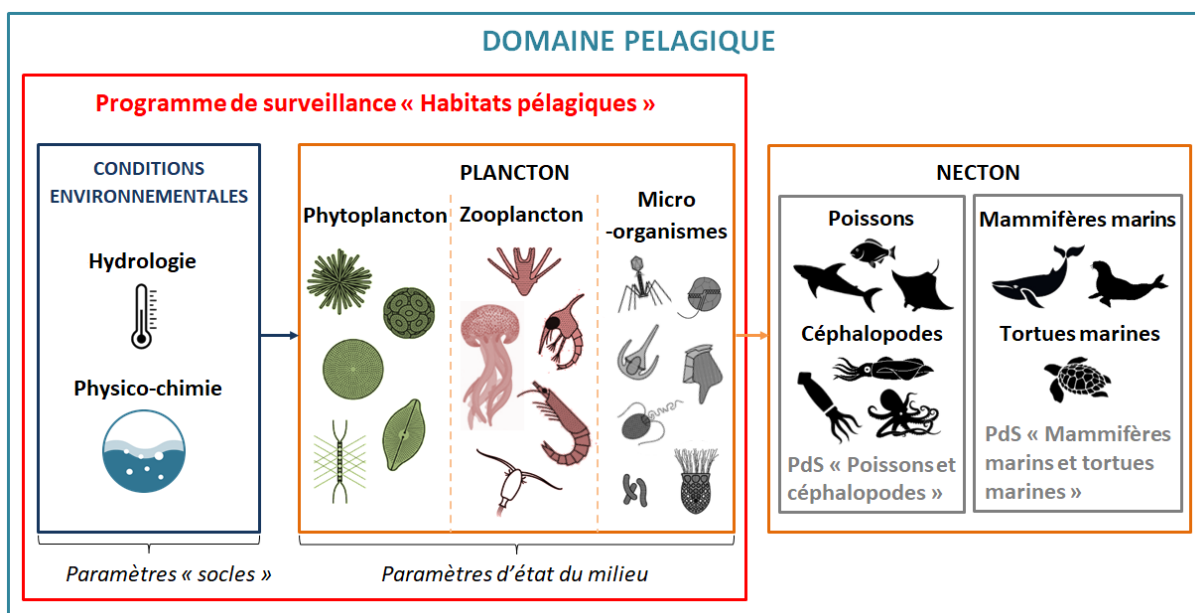 DOMAINE PELAGIQUE
Programme de surveillance « Habitats pélagiques »
CONDITIONS
ENVIRONNEMENTALES
Hydrologie
Physico-chimie
Paramètres « socles »
PLANCTON
Phytoplancton
Zooplancton
Micro
-organismes
Paramètres d’état du milieu
NECTON
Poissons
Céphalopodes
PdS « Poissons et
céphalopodes »
Mammifères marins
Tortues marines
PdS « Mammifères
marins et tortues
marines »